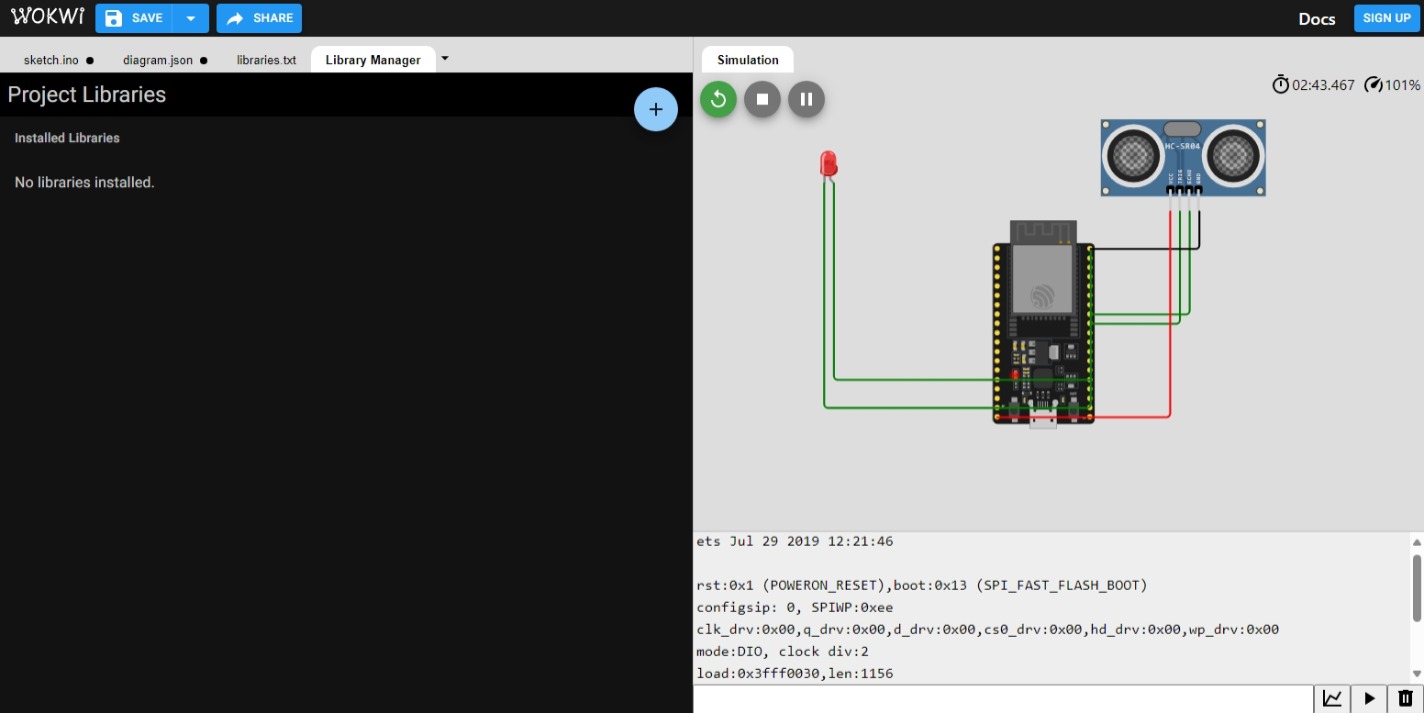 WOKWi
SAVE
SHARE
Docs
SIGN UP
sketch.ino ●
diagram.json ●
libraries.txt
Library Manager
Simulation
Project Libraries
Installed Libraries
No libraries installed.
02:43.467
101%
HC-SR04
VCC
TRIG
ECHO
GND
ets Jul 29 2019 12:21:46
rst:0x1 (POWERON_RESET),boot:0x13 (SPI_FAST_FLASH_BOOT)
configsip: 0, SPIWP:0xee
clk_drv:0x00,q_drv:0x00,d_drv:0x00,cs0_drv:0x00,hd_drv:0x00,wp_drv:0x00
mode:DIO, clock div:2
load:0x3fff0030,len:1156